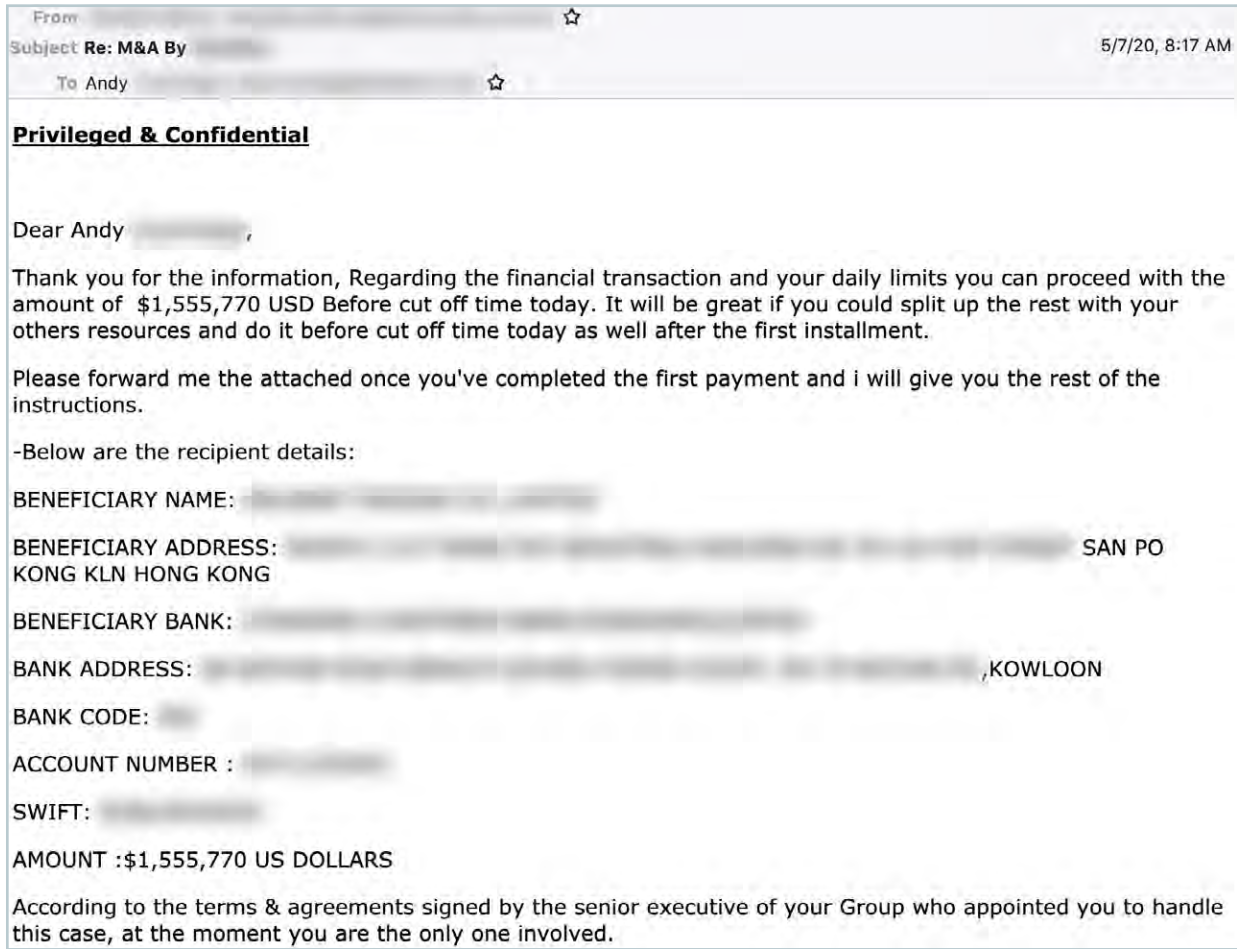 From
Subject Re: M&A By
5/7/20, 8:17 AM
To Andy
Privileged & Confidential
Dear Andy ,
Thank you for the information, Regarding the financial transaction and your daily limits you can proceed with the
amount of  $1,555,770 USD Before cut off time today. It will be great if you could split up the rest with your
others resources and do it before cut off time today as well after the first installment.
Please forward me the attached once you've completed the first payment and i will give you the rest of the
instructions.
-Below are the recipient details:
BENEFICIARY NAME:
BENEFICIARY ADDRESS: SAN PO
KONG KLN HONG KONG
BENEFICIARY BANK:
BANK ADDRESS: ,KOWLOON
BANK CODE:
ACCOUNT NUMBER :
SWIFT:
AMOUNT :$1,555,770 US DOLLARS
According to the terms & agreements signed by the senior executive of your Group who appointed you to handle
this case, at the moment you are the only one involved.